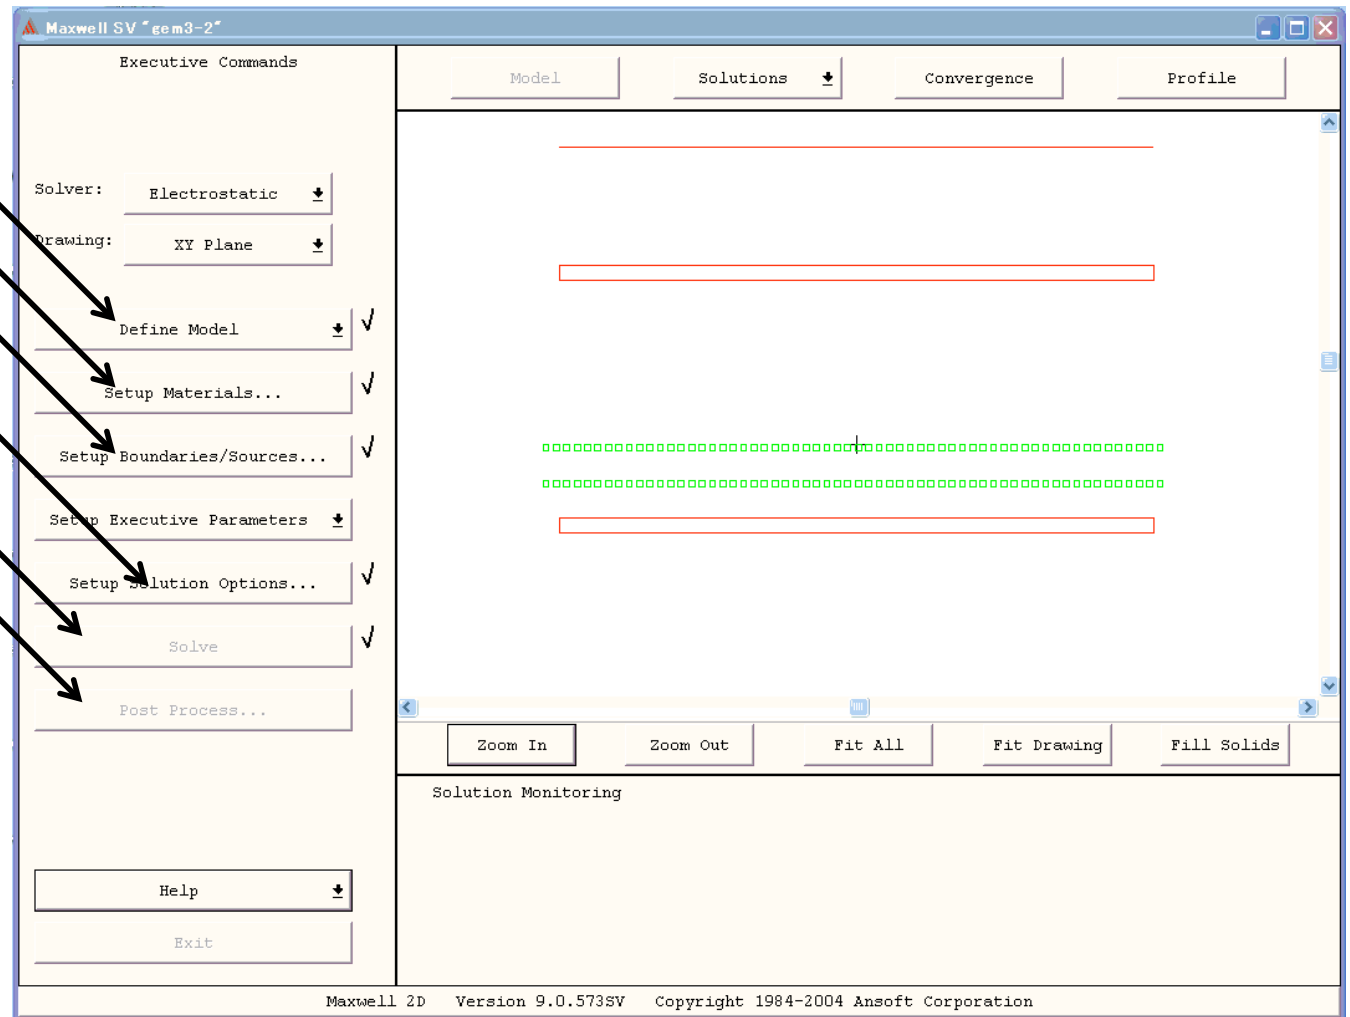 Maxwell SV "gem3-2"
Executive Commands
Model
Solutions
Convergence
Profile
Solver:
Electrostatic
Drawing:
XY Plane
Define Model
Setup Materials...
Setup Boundaries/Sources...
Setup Executive Parameters
Setup Solution Options...
Solve
Post Process...
Zoom In
Zoom Out
Fit All
Fit Drawing
Fill Solids
Solution Monitoring
Help
Exit
Maxwell 2D Version 9.0.573SV Copyright 1984-2004 Ansoft Corporation